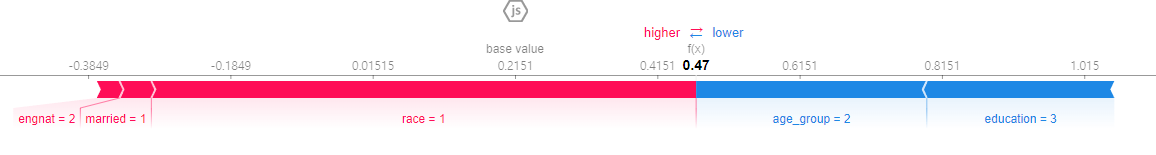 js
higher ⇄ lower
base value f(x)
-0.3849 -0.1849 0.01515 0.2151 0.4151 0.47 0.6151 0.8151 1.015
engnat = 2 married = 1 race = 1 age_group = 2 education = 3